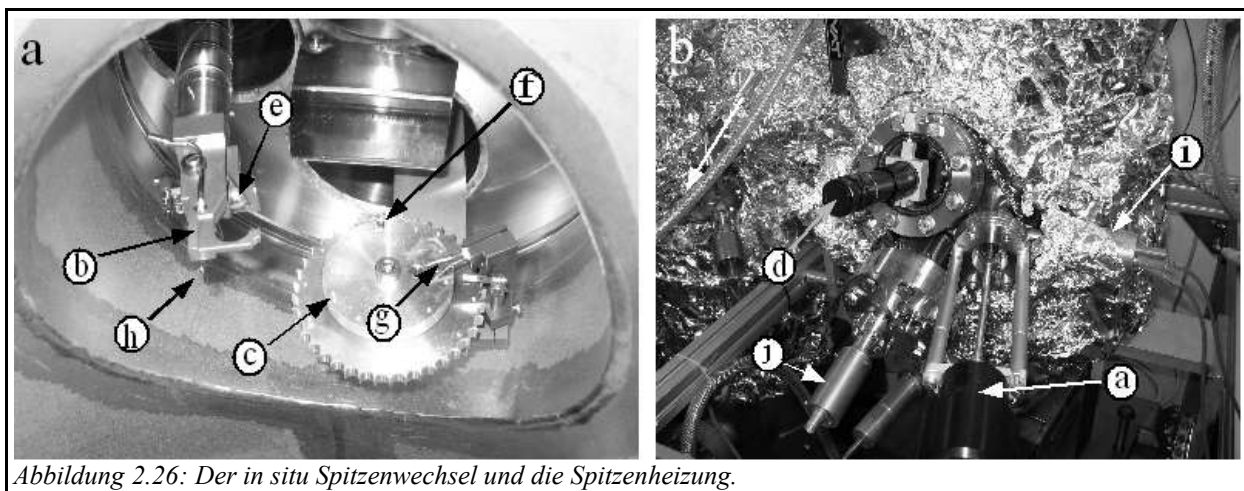 a
f
e
b
h
c
g
b
i
d
J
a
Abbildung 2.26: Der in situ Spitzenwechsel und die Spitzenheizung.